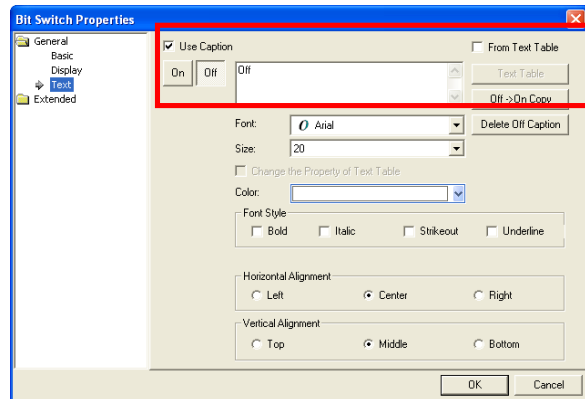 Bit Switch Properties
General
Basic
Display
Text
Extended
Use Caption
From Text Table
On
Off
Off
Text Table
Off ->On Copy
Font:
O Arial
Delete Off Caption
Size:
20
Change the Property of Text Table
Color:
Font Style
Bold
Italic
Strikeout
Underline
Horizontal Alignment
Left
Center
Right
Vertical Alignment
Top
Middle
Bottom
OK
Cancel